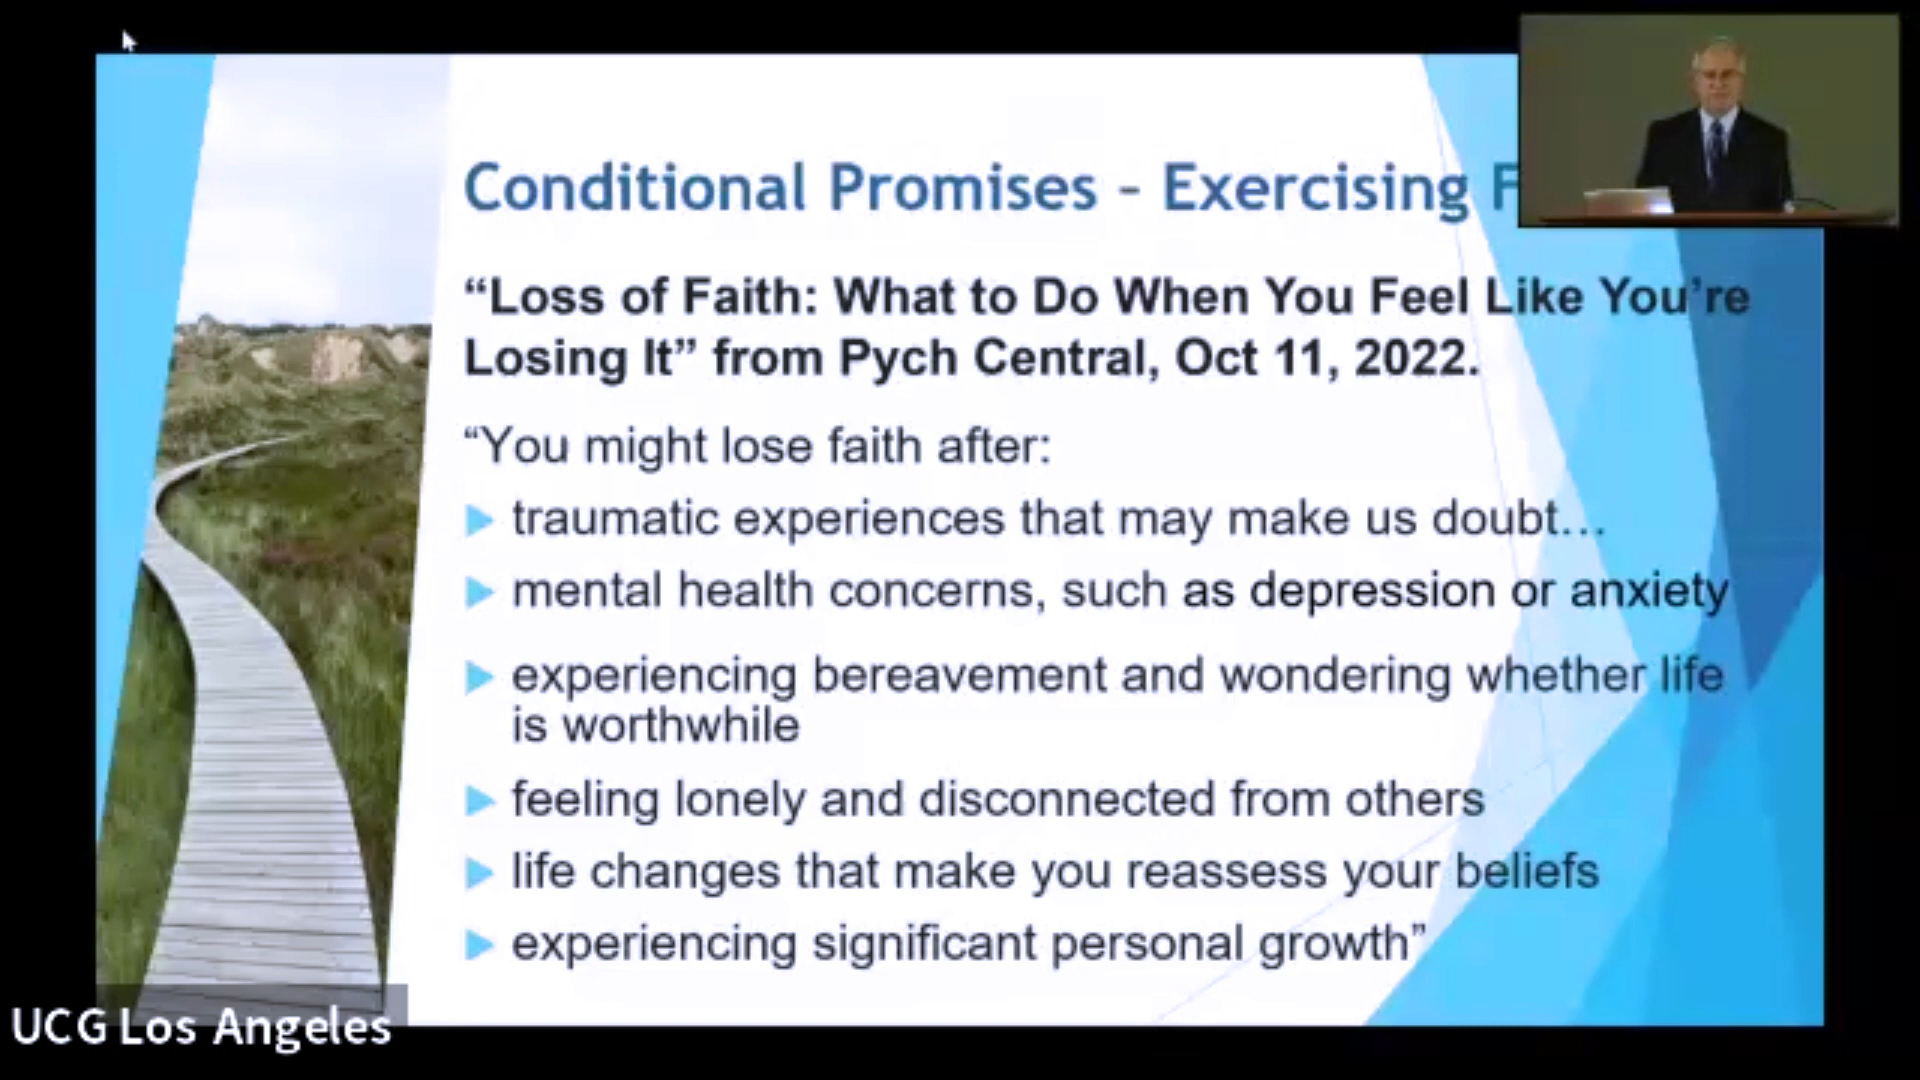 Conditional Promises – Exercising
“Loss of Faith: What to Do When You Feel Like You’re
Losing It” from Pych Central, Oct 11, 2022.
“You might lose faith after:
traumatic experiences that may make us doubt…
mental health concerns, such as depression or anxiety
experiencing bereavement and wondering whether life
is worthwhile
feeling lonely and disconnected from others
life changes that make you reassess your beliefs
experiencing significant personal growth”
UCG Los Angeles